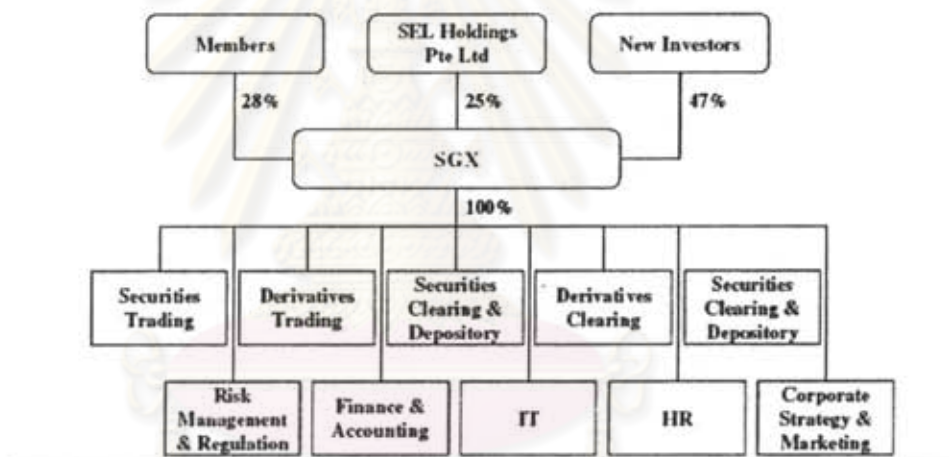 Members
SEL Holdings
Pte Ltd
New Investors
28%
25%
47%
SGX
100%
Securities
Trading
Derivatives
Trading
Securities
Clearing &
Depository
Derivatives
Clearing
Securities
Clearing &
Depository
Risk
Management
& Regulation
Finance &
Accounting
IT
HR
Corporate
Strategy &
Marketing